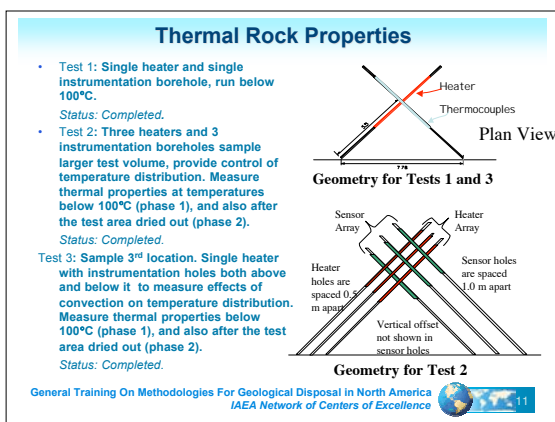 Thermal Rock Properties
• Test 1: Single heater and single
instrumentation borehole, run below
100°C.
Status: Completed.
• Test 2: Three heaters and 3
instrumentation boreholes sample
larger test volume, provide control of
temperature distribution. Measure
thermal properties at temperatures
below 100°C (phase 1), and also after
the test area dried out (phase 2).
Status: Completed.
Test 3: Sample 3rd location. Single heater
with instrumentation holes both above
and below it to measure effects of
convection on temperature distribution.
Measure thermal properties below
100°C (phase 1), and also after the test
area dried out (phase 2).
Status: Completed.
Heater
Thermocouples
Plan View
7.78
Geometry for Tests 1 and 3
Sensor
Array
Heater
Array
Heater
holes are
spaced 0.5
m apart
Sensor holes
are spaced
1.0 m apart
Vertical offset
not shown in
sensor holes
Geometry for Test 2
General Training On Methodologies For Geological Disposal in North America
IAEA Network of Centers of Excellence
11